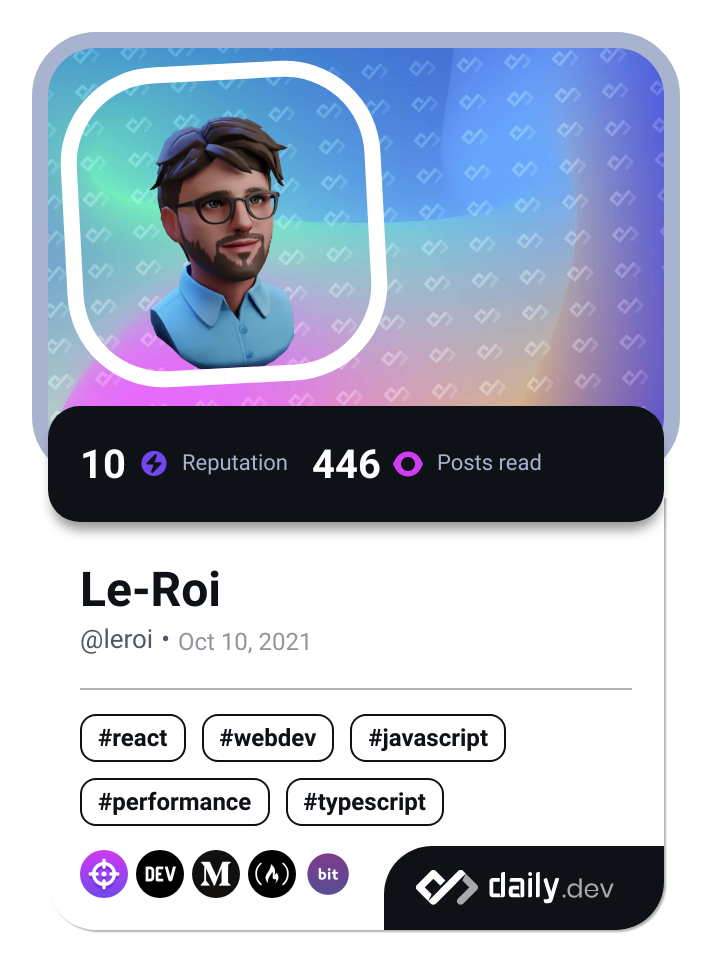 10 Reputation 446 Posts read
Le-Roi
@leroi • Oct 10, 2021
#react #webdev #javascript
#performance #typescript
DEV M bit
daily.dev